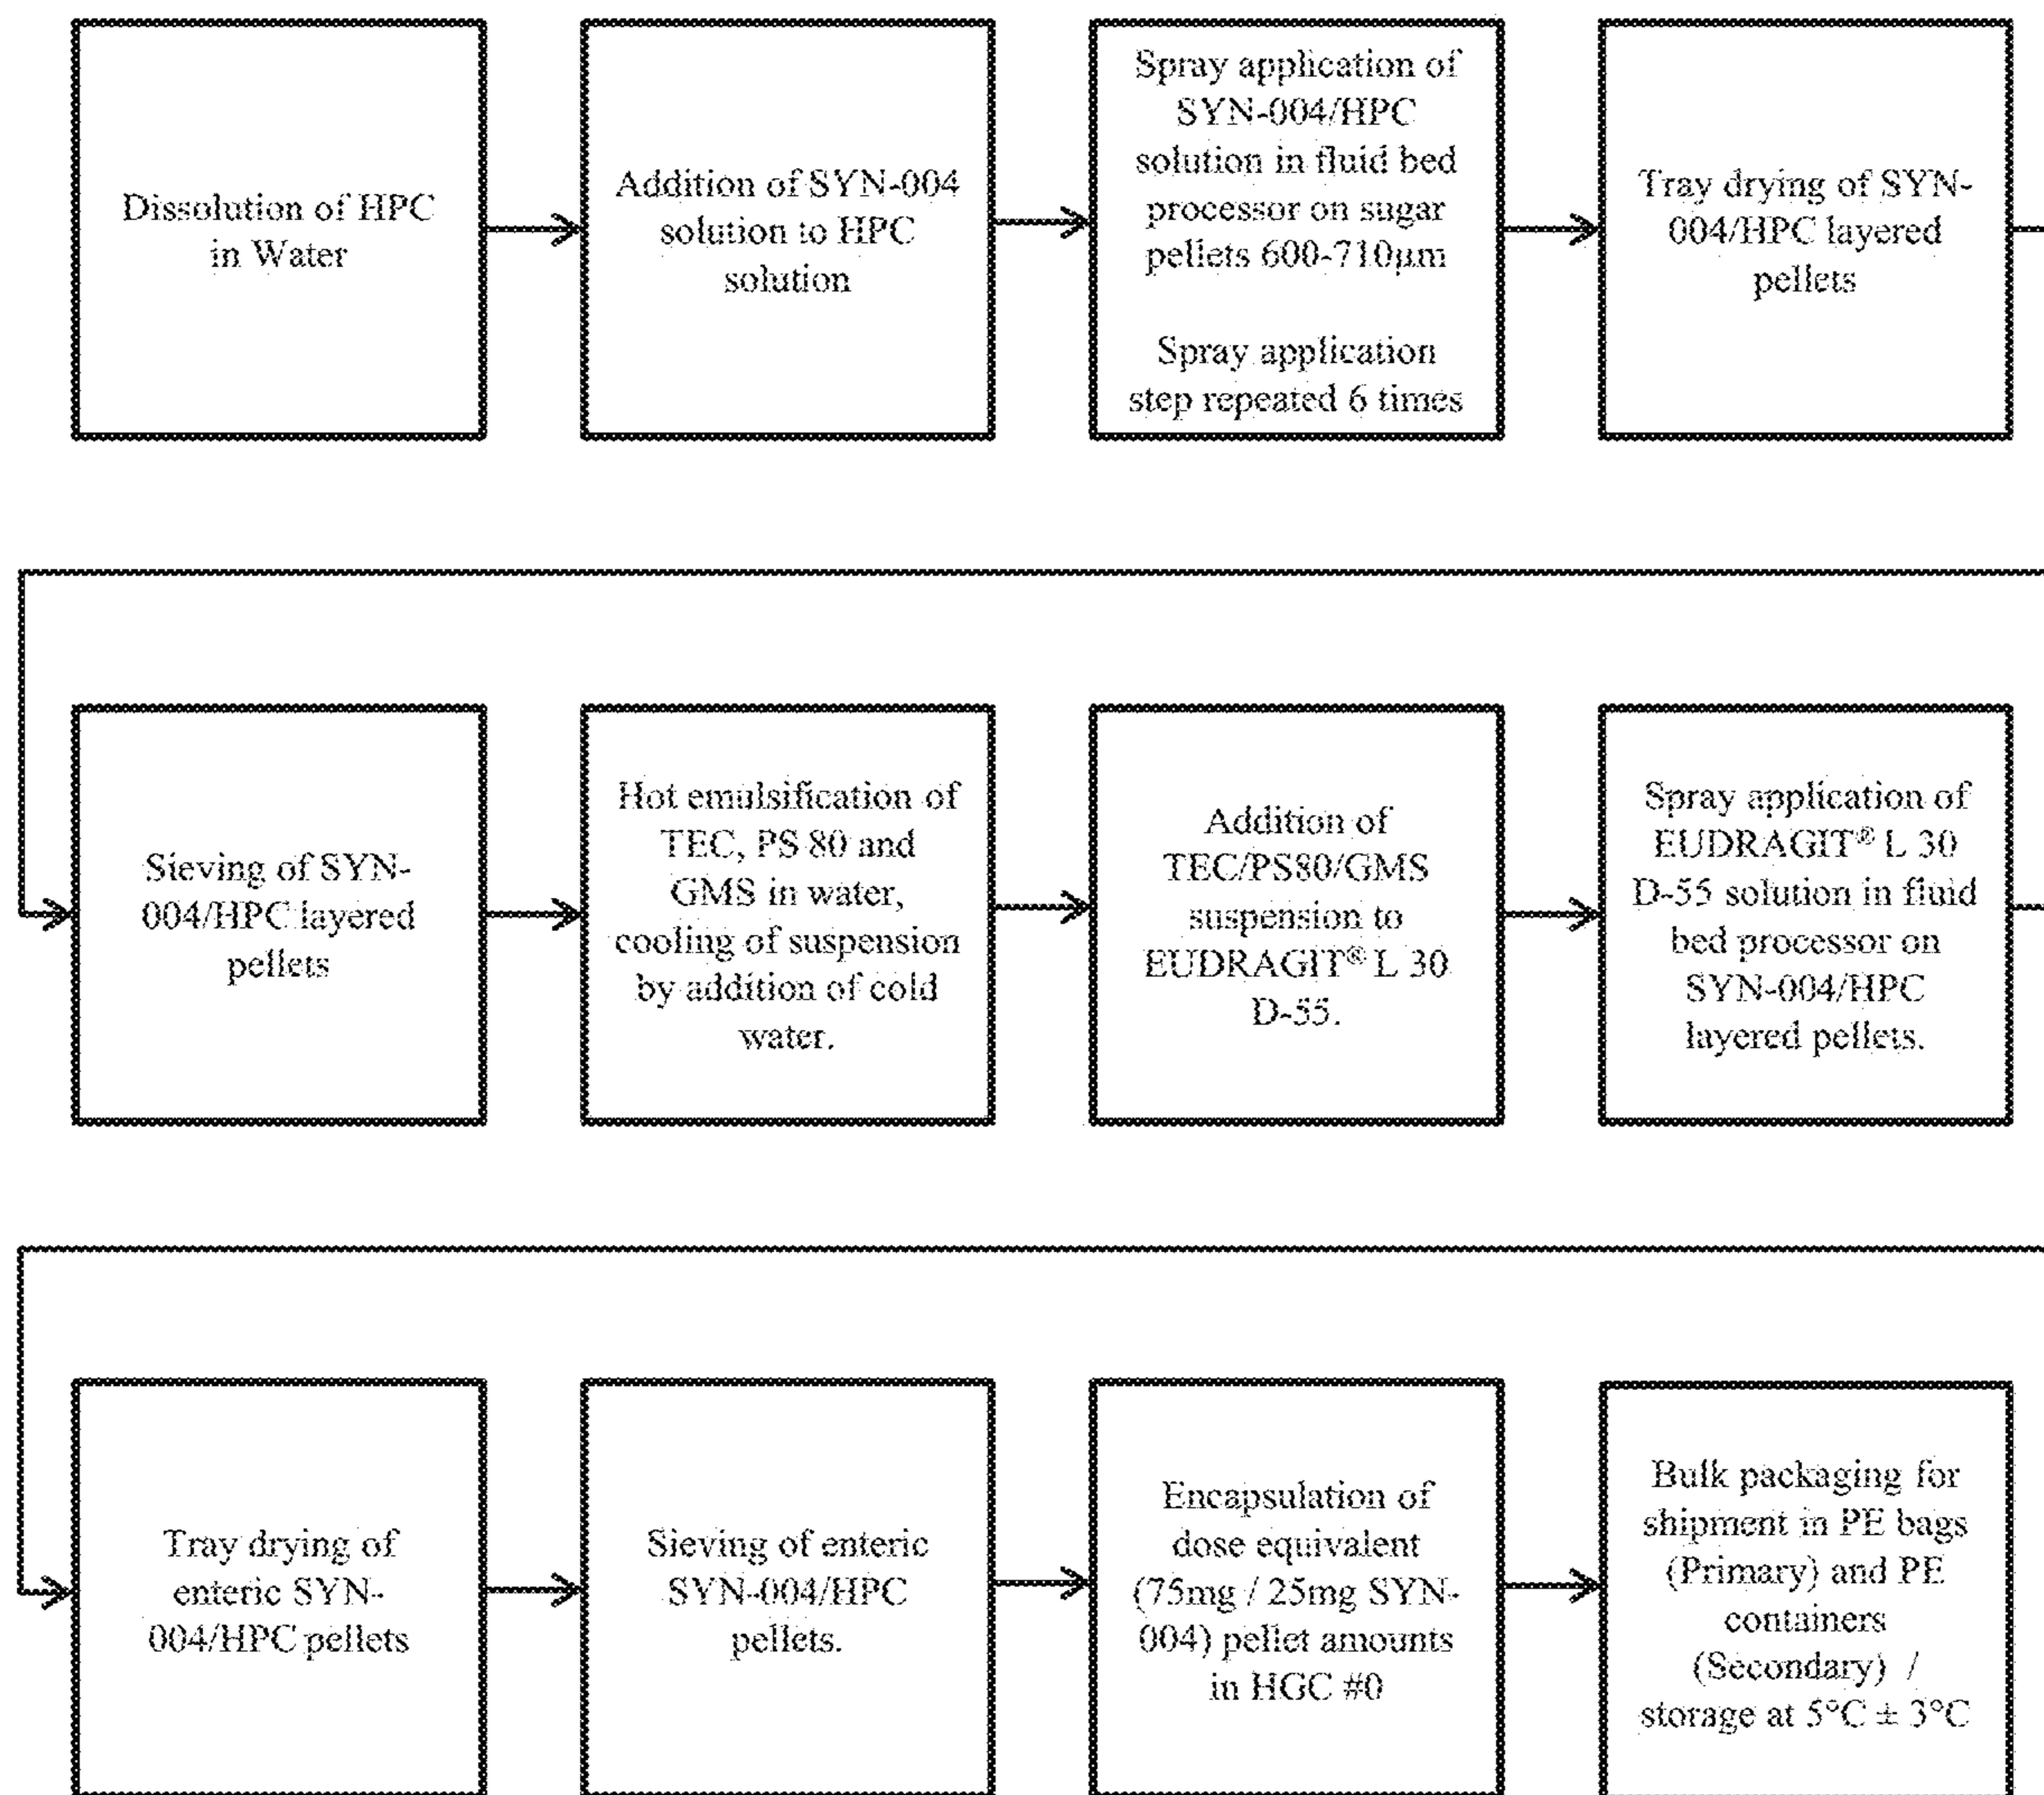 Dissolution of HPC
in Water
Addition of SYN-004
solution to HPC
solution
Spray application of
SYN-004/HPC
solution in fluid bed
processor on sugar
pellets 600-710µm
Spray application
step repeated 6 times
Tray drying of SYN-
004/HPC layered
pellets
Sieving of SYN-
004/HPC layered
pellets
Hot emulsification of
TEC, PS 80 and
GMS in water,
cooling of suspension
by addition of cold
water.
Addition of
TEC/PS80/GMS
suspension to
EUDRAGIT® L 30
D-55.
Spray application of
EUDRAGIT® L 30
D-55 solution in fluid
bed processor on
SYN-004/HPC
layered pellets.
Tray drying of
enteric SYN-
004/HPC pellets
Sieving of enteric
SYN-004/HPC
pellets.
Encapsulation of
dose equivalent
(75mg / 25mg SYN-
004) pellet amounts
in HGC #0
Bulk packaging for
shipment in PE bags
(Primary) and PE
containers
(Secondary) /
storage at 5°C ± 3°C